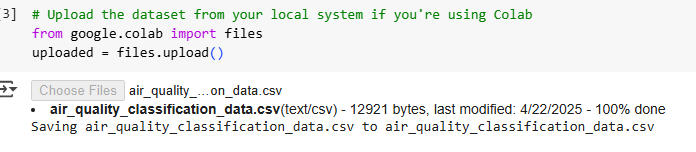 [3] # Upload the dataset from your local system if you're using Colab
from google.colab import files
uploaded = files.upload()
Choose Files air_quality_...on_data.csv
• air_quality_classification_data.csv(text/csv) - 12921 bytes, last modified: 4/22/2025 - 100% done
Saving air_quality_classification_data.csv to air_quality_classification_data.csv